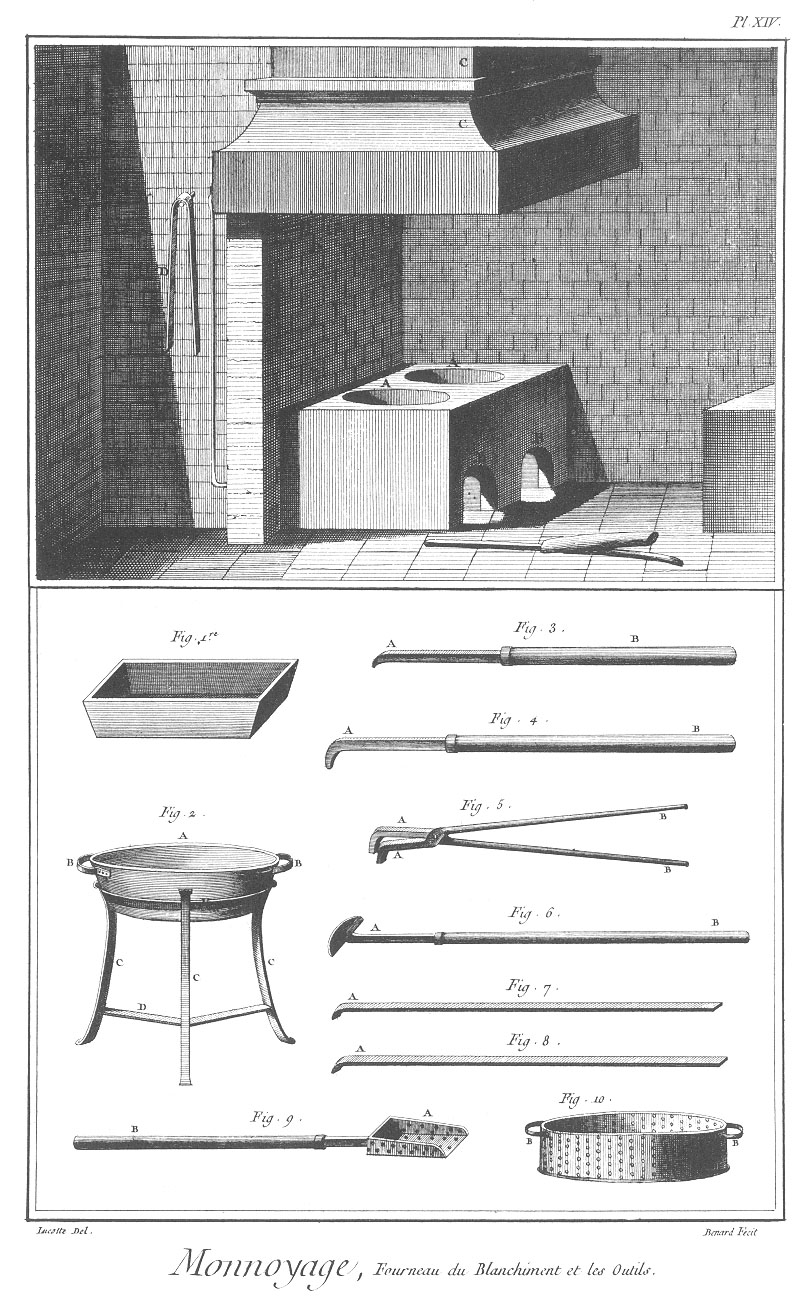 Pl. XIV.
C
C
D
A
A
Fig. 1.re
Fig. 3.
A
B
Fig. 4.
A
B
Fig. 2.
A
B
B
C
C
C
D
Fig. 5.
A
A
B
B
Fig. 6.
A
B
Fig. 7.
A
Fig. 8.
A
Fig. 9.
B
A
Fig. 10.
B
B
Lucotte Del.
Benard Fecit
Monnoyage, Fourneau du Blanchiment et les Outils.